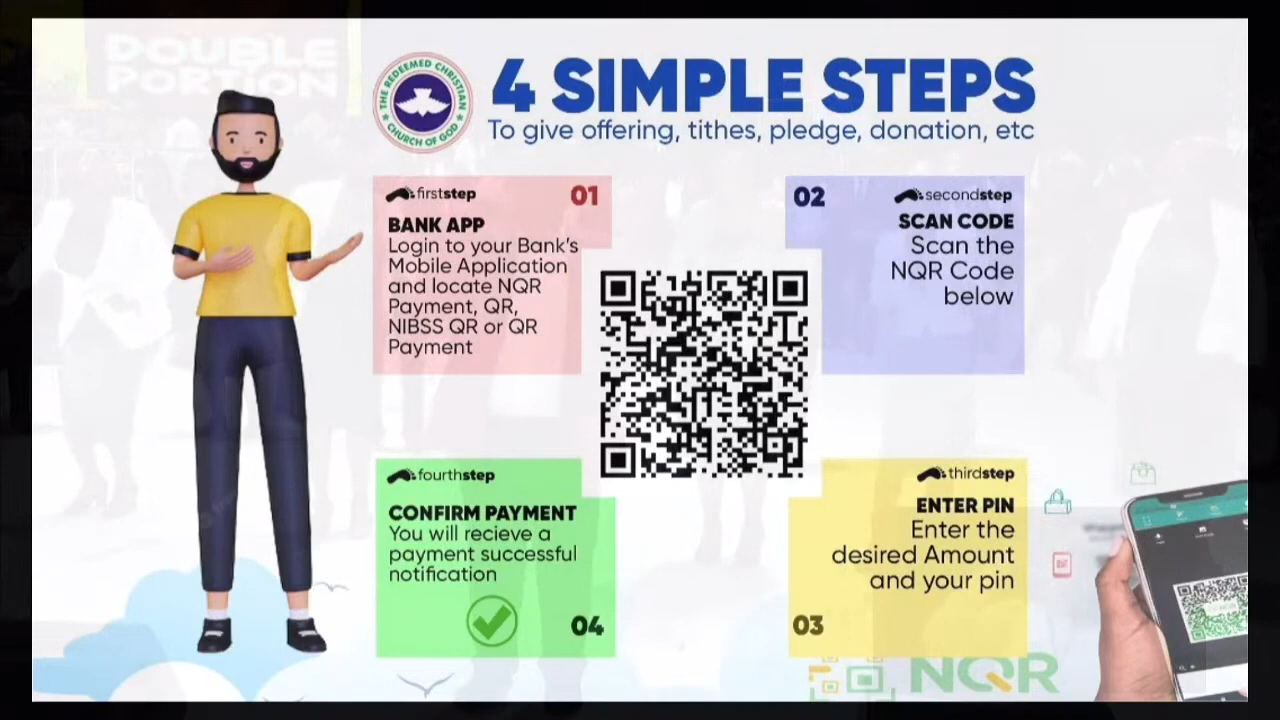 DOUBLE
PORTION
THE REDEEMED CHRISTIAN
CHURCH OF GOD
4 SIMPLE STEPS
To give offering, tithes, pledge, donation, etc
firststep 01
BANK APP
Login to your Bank's
Mobile Application
and locate NQR
Payment, QR,
NIBSS QR or QR
Payment
02 secondstep
SCAN CODE
Scan the
NQR Code
below
thirdstep
ENTER PIN
Enter the
desired Amount
and your pin
03
fourthstep
CONFIRM PAYMENT
You will recieve a
payment successful
notification
04
NQR